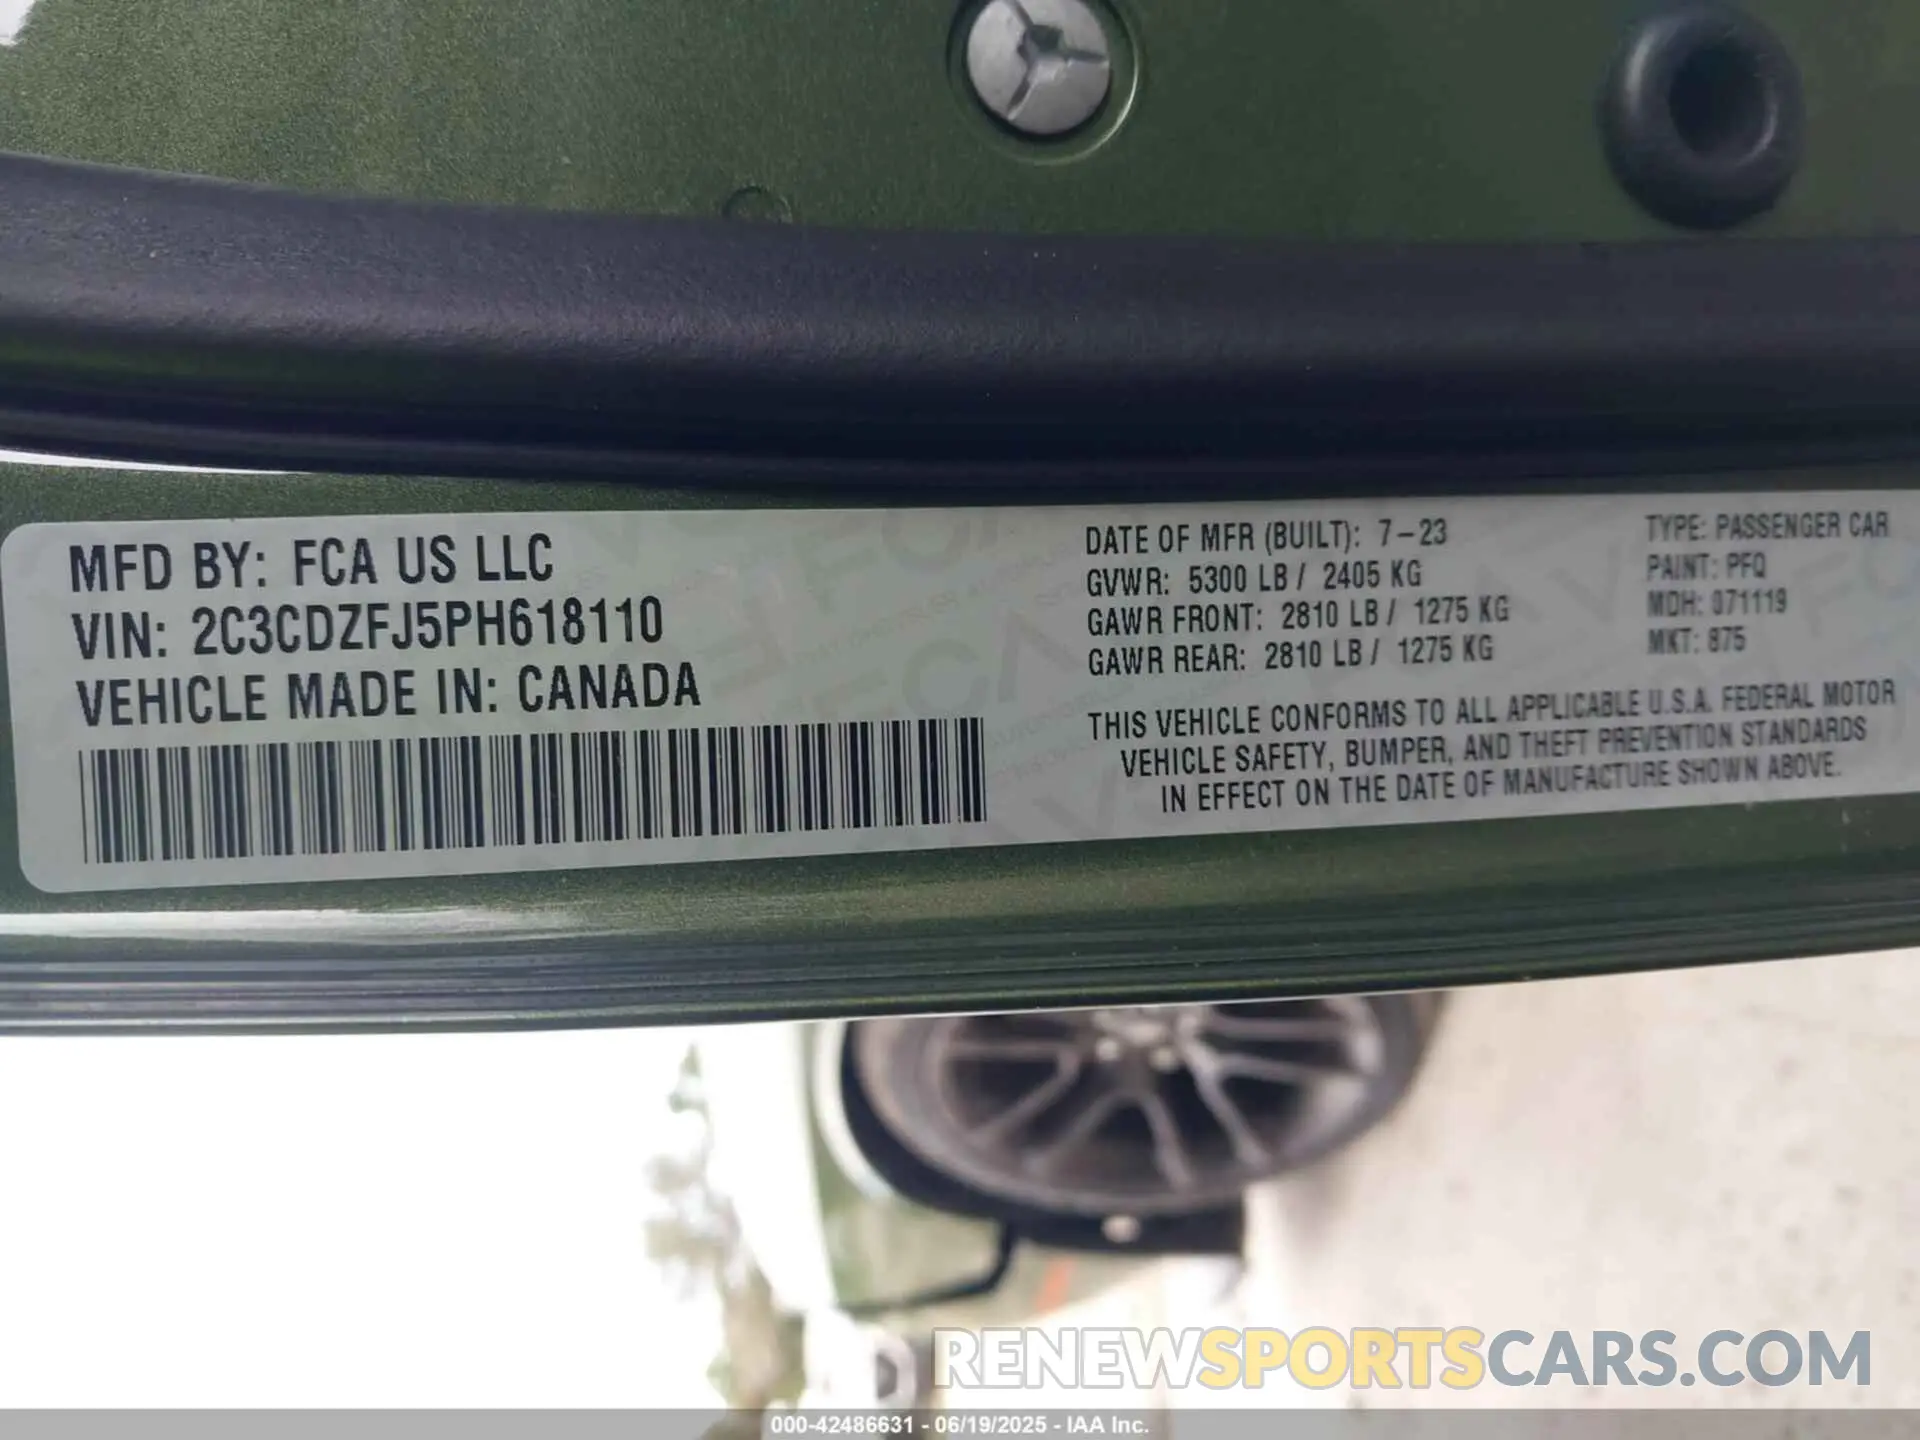 MFD BY: FCA US LLC
VIN: 2C3CDZFJ5PH618110
VEHICLE MADE IN: CANADA
DATE OF MFR (BUILT): 7-23
GVWR: 5300 LB / 2405 KG
GAWR FRONT: 2810 LB / 1275 KG
GAWR REAR: 2810 LB / 1275 KG
TYPE: PASSENGER CAR
PAINT: PFQ
MDH: 071119
MKT: 875
THIS VEHICLE CONFORMS TO ALL APPLICABLE U.S.A. FEDERAL MOTOR
VEHICLE SAFETY, BUMPER, AND THEFT PREVENTION STANDARDS
IN EFFECT ON THE DATE OF MANUFACTURE SHOWN ABOVE.
RENEWSPORTSCARS.COM
000-42486631 - 06/19/2025 - IAA Inc.